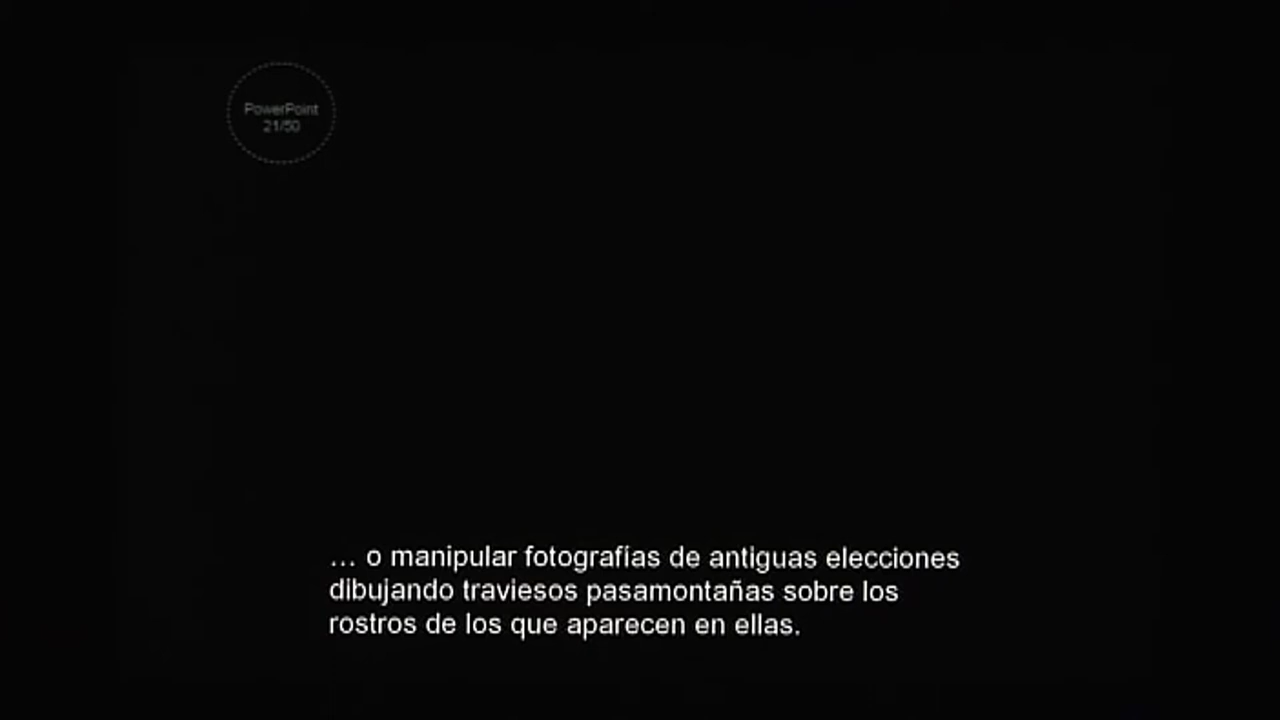 PowerPoint
21/50
… o manipular fotografías de antiguas elecciones
dibujando traviesos pasamontañas sobre los
rostros de los que aparecen en ellas.